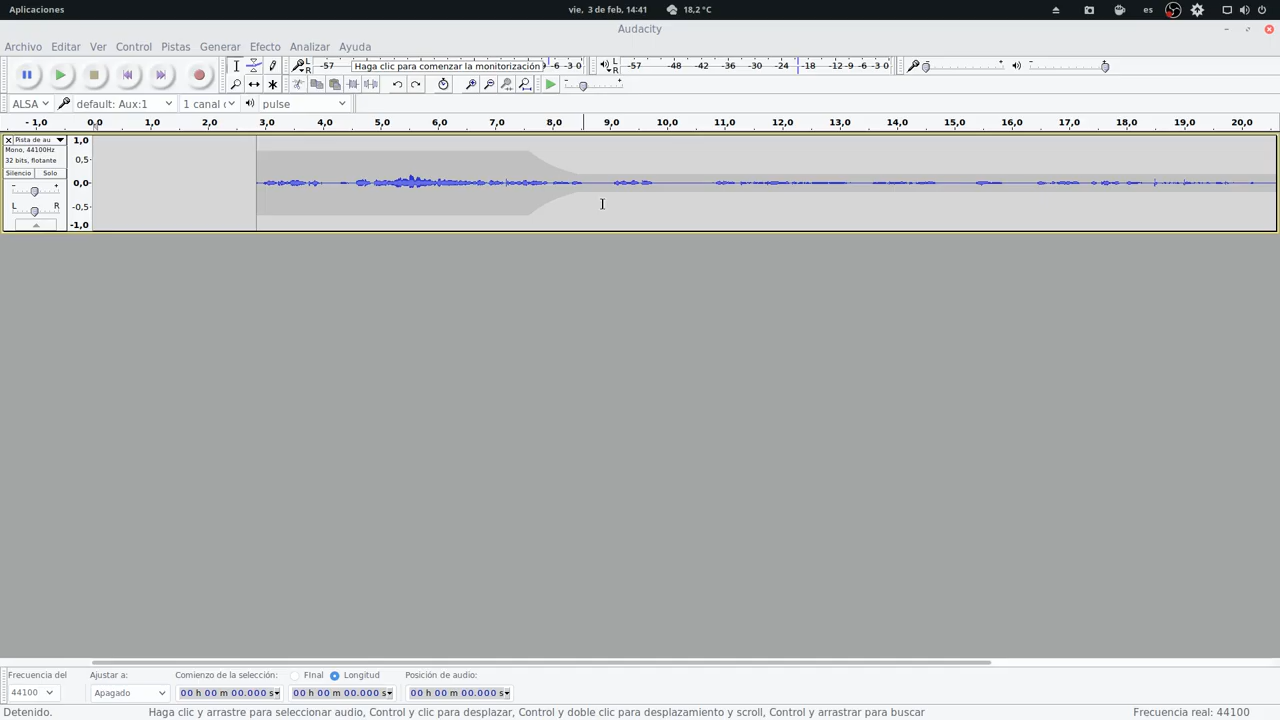 Aplicaciones
vie, 3 de feb, 14:41
18,2 °C
es
Audacity
Archivo Editar Ver Control Pistas Generar Efecto Analizar Ayuda
L R -57 Haga clic para comenzar la monitorización -6 -3 0
L R -57 -48 -42 -36 -30 -24 -18 -12 -9 -6 -3 0
ALSA default: Aux:1 1 canal ( pulse
- 1,0 0,0 1,0 2,0 3,0 4,0 5,0 6,0 7,0 8,0 9,0 10,0 11,0 12,0 13,0 14,0 15,0 16,0 17,0 18,0 19,0 20,0
Pista de au
Mono, 44100Hz
32 bits, flotante
Silencio Solo
- +
L R
1,0
0,5
0,0
-0,5
-1,0
Frecuencia del Ajustar a: Comienzo de la selección: FInal Longitud Posición de audio:
44100 Apagado 00 h 00 m 00.000 s 00 h 00 m 00.000 s 00 h 00 m 00.000 s
Detenido. Haga clic y arrastre para seleccionar audio, Control y clic para desplazar, Control y doble clic para desplazamiento y scroll, Control y arrastrar para buscar Frecuencia real: 44100